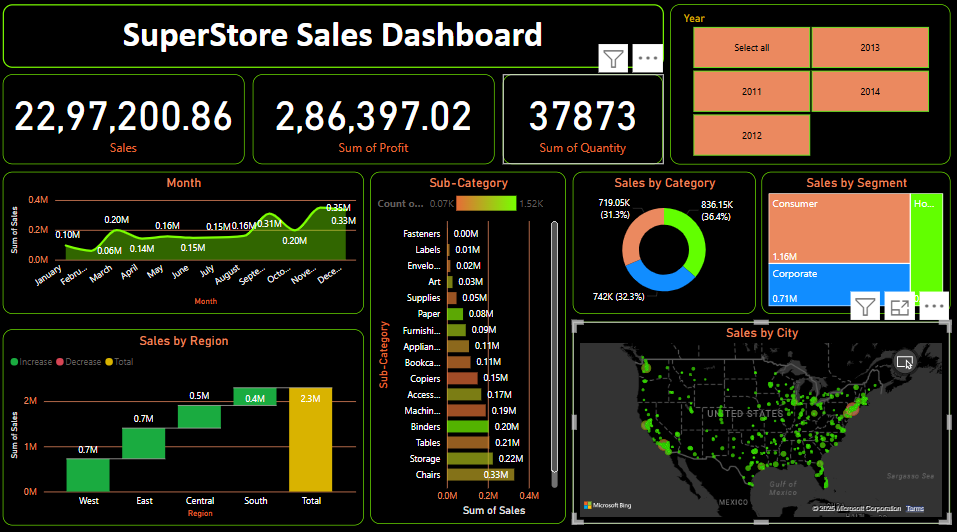 SuperStore Sales Dashboard
Year
Select all
2013
2011
2014
2012
22,97,200.86
Sales
2,86,397.02
Sum of Profit
37873
Sum of Quantity
Month
Sum of Sales
0.4M
0.2M
0.0M
0.10M
0.06M
0.20M
0.14M
0.16M
0.15M
0.15M
0.16M
0.31M
0.20M
0.35M
0.33M
January
Febru...
March
April
May
June
July
August
Septe...
Octo...
Nove...
Dece...
Month
Sales by Region
Increase
Decrease
Total
Sum of Sales
2M
1M
0M
0.7M
0.7M
0.5M
0.4M
2.3M
West
East
Central
South
Total
Region
Sub-Category
Count o...
0.07K
1.52K
Sub-Category
Fasteners 0.00M
Labels 0.01M
Envelo... 0.02M
Art 0.03M
Supplies 0.05M
Paper 0.08M
Furnishi... 0.09M
Applian... 0.11M
Bookca... 0.11M
Copiers 0.15M
Access... 0.17M
Machin... 0.19M
Binders 0.20M
Tables 0.21M
Storage 0.22M
Chairs 0.33M
0.0M
0.2M
0.4M
Sum of Sales
Sales by Category
719.05K
(31.3%)
836.15K
(36.4%)
742K (32.3%)
Sales by Segment
Consumer
1.16M
Ho...
Corporate
0.71M
Sales by City
UNITED STATES
MEXICO
Gulf of
Mexico
Sargasso Sea
Microsoft Bing
© 2025 Microsoft Corporation Terms